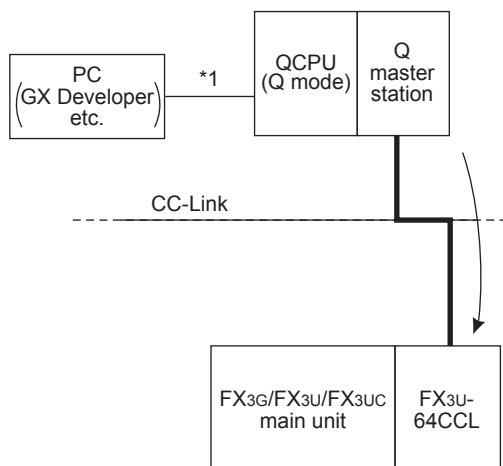 PC
(GX Developer)
etc.
*1
QCPU
(Q mode)
Q
master
station
CC-Link
FX3G/FX3U/FX3UC
main unit
FX3U-
64CCL